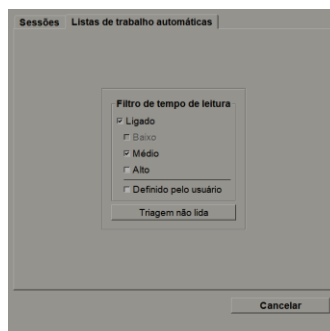 Sessões Listas de trabalho automáticas
Filtro de tempo de leitura
Ligado
Baixo
Médio
Alto
Definido pelo usuário
Triagem não lida
Cancelar